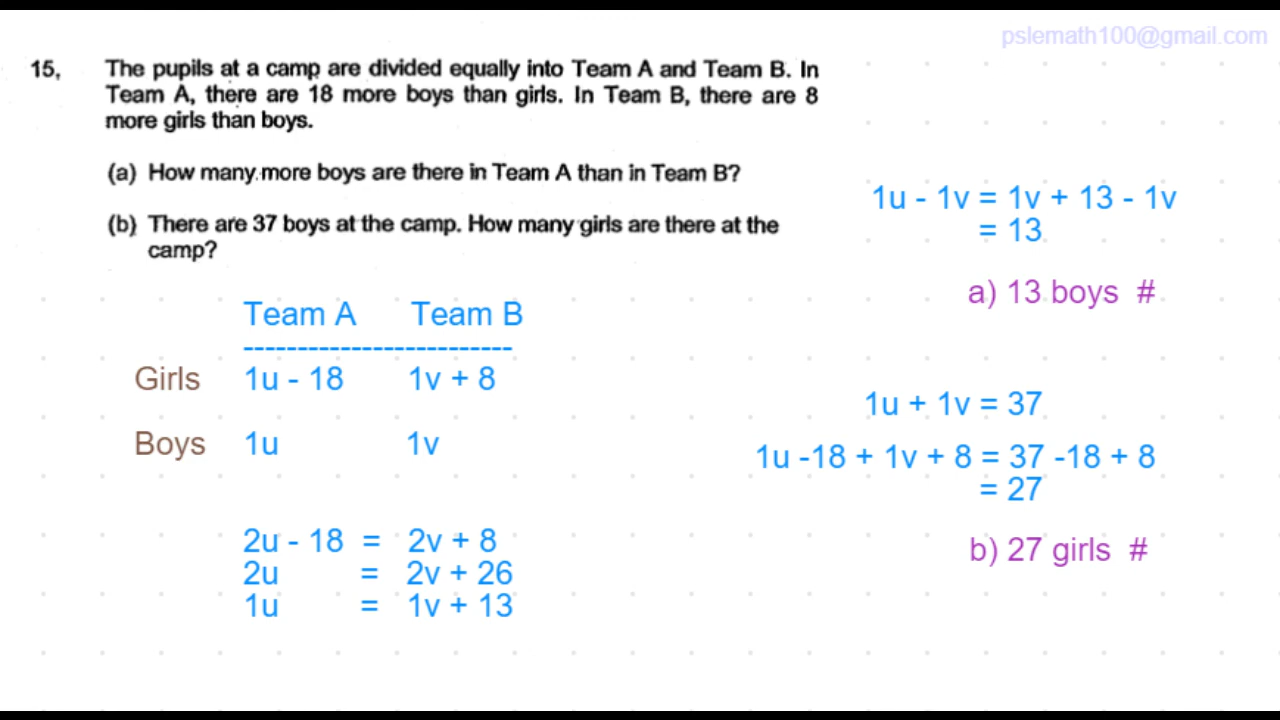 pslemath100@gmail.com
15, The pupils at a camp are divided equally into Team A and Team B. In
Team A, there are 18 more boys than girls. In Team B, there are 8
more girls than boys.
(a) How many more boys are there in Team A than in Team B?
(b) There are 37 boys at the camp. How many girls are there at the
camp?
Team A Team B
-------------------------
Girls 1u - 18 1v + 8
Boys 1u 1v
2u - 18 = 2v + 8
2u = 2v + 26
1u = 1v + 13
1u - 1v = 1v + 13 - 1v
= 13
a) 13 boys #
1u + 1v = 37
1u -18 + 1v + 8 = 37 -18 + 8
= 27
b) 27 girls #